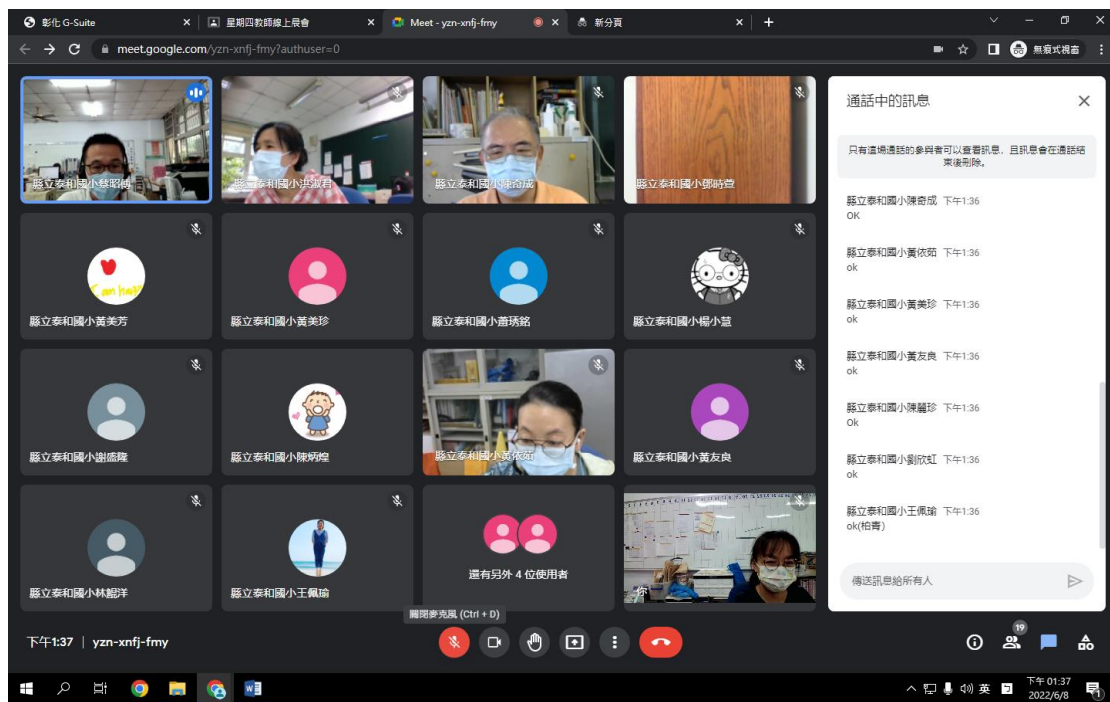 彰化 G-Suite
星期四教師線上晨會
Meet - yzn-xnfj-fmy
新分頁
meet.google.com/yzn-xnfj-fmy?authuser=0
無痕式視窗
縣立泰和國小蔡昭傅
縣立泰和國小洪淑君
縣立泰和國小陳奇成
縣立泰和國小鄧時萱
I am happy
縣立泰和國小黃美芳
縣立泰和國小黃美珍
縣立泰和國小蕭琇銘
縣立泰和國小楊小慧
縣立泰和國小謝盛隆
縣立泰和國小陳炳煌
縣立泰和國小黃依茹
縣立泰和國小黃友良
縣立泰和國小林鯤洋
縣立泰和國小王佩瑜
還有另外 4 位使用者
你
通話中的訊息
只有這場通話的參與者可以查看訊息，且訊息會在通話結
束後刪除。
縣立泰和國小陳奇成 下午1:36
OK
縣立泰和國小黃依茹 下午1:36
ok
縣立泰和國小黃美珍 下午1:36
ok
縣立泰和國小黃友良 下午1:36
ok
縣立泰和國小陳麗珍 下午1:36
Ok
縣立泰和國小劉欣虹 下午1:36
ok
縣立泰和國小王佩瑜 下午1:36
ok(柏青)
傳送訊息給所有人
關閉麥克風 (Ctrl + D)
下午1:37 | yzn-xnfj-fmy
19
英
下午 01:37
2022/6/8
1